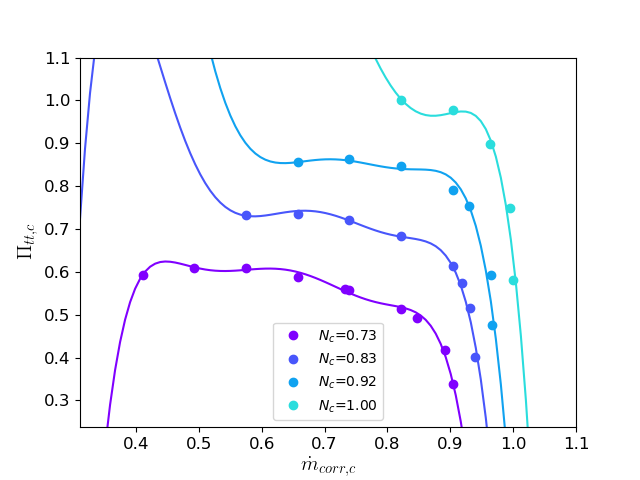 1.1
1.0
0.9
0.8
0.7
0.6
0.5
0.4
0.3
Π_{tt,c}
N_c=0.73
N_c=0.83
N_c=0.92
N_c=1.00
0.4 0.5 0.6 0.7 0.8 0.9 1.0 1.1
ṁ_{corr,c}